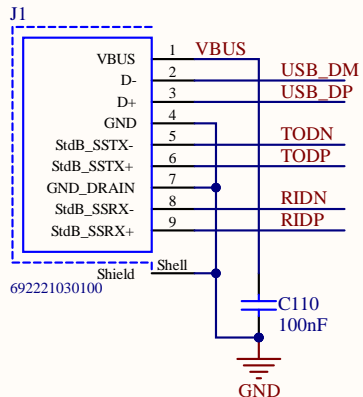 J1
VBUS 1 VBUS
D- 2 USB_DM
D+ 3 USB_DP
GND 4
StdB_SSTX- 5 TODN
StdB_SSTX+ 6 TODP
GND_DRAIN 7
StdB_SSRX- 8 RIDN
StdB_SSRX+ 9 RIDP
Shield Shell
692221030100
C110
100nF
GND